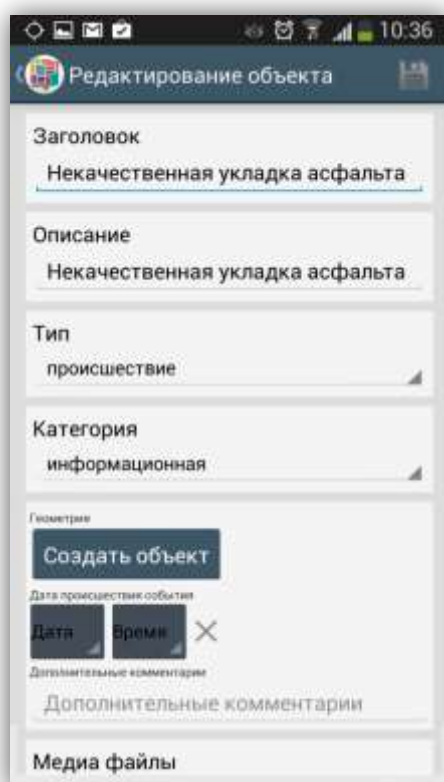 10:36
Редактирование объекта
Заголовок
Некачественная укладка асфальта
Описание
Некачественная укладка асфальта
Тип
происшествие
Категория
информационная
Геометрия
Создать объект
Дата происшествия события
Дата Время
Дополнительные комментарии
Дополнительные комментарии
Медиа файлы